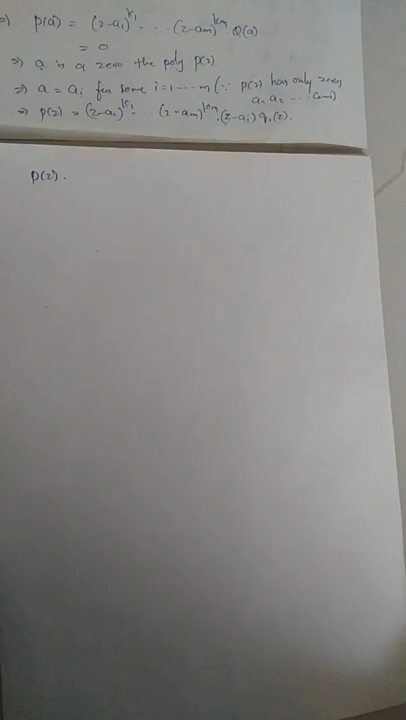 ⇒) p(a) = (z-a₁)^k₁ ---- (z-aₘ)^kₘ Q(a)
= 0
⇒ a is a zero the poly p(z)
⇒ a = aᵢ for some i=1----m (∵ p(z) has only zeros
a₁ a₂ ---
⇒ p(z) = (z-a₁)^k₁ --- (z-aₘ)^kₘ (z-aᵢ) q₁(z).
p(z).